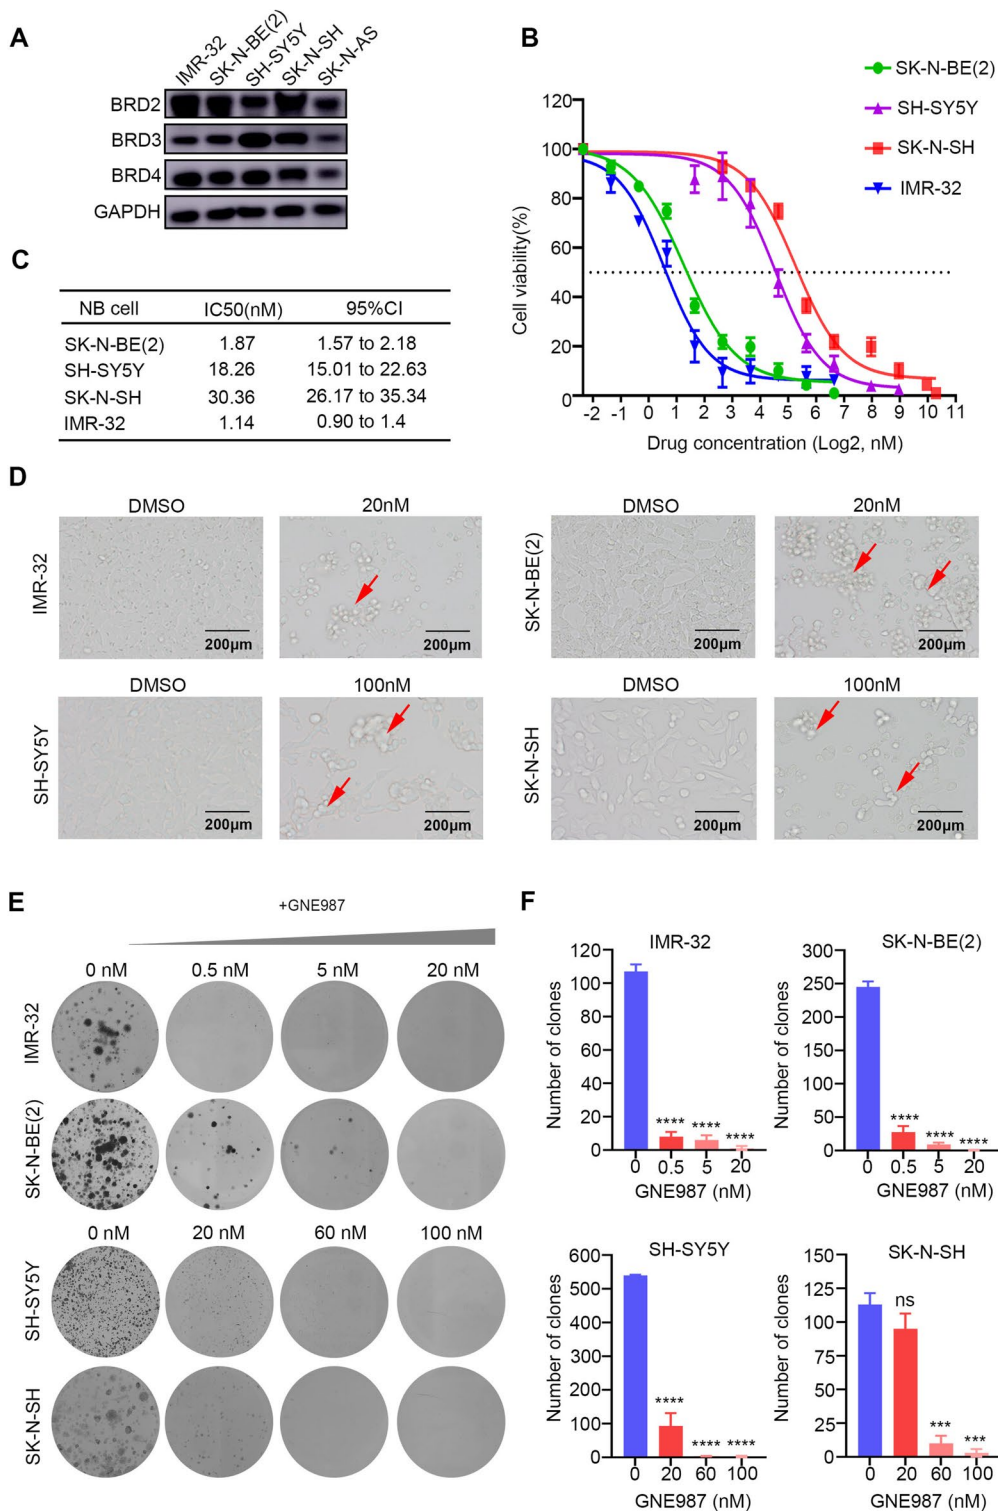 A
IMR-32
SK-N-BE(2)
SH-SY5Y
SK-N-SH
SK-N-AS
BRD2
BRD3
BRD4
GAPDH
B
SK-N-BE(2)
SH-SY5Y
SK-N-SH
IMR-32
120
100
80
60
40
20
0
Cell viability(%)
-2 -1 0 1 2 3 4 5 6 7 8 9 10 11
Drug concentration (Log2, nM)
C
NB cell IC50(nM) 95%CI
SK-N-BE(2) 1.87 1.57 to 2.18
SH-SY5Y 18.26 15.01 to 22.63
SK-N-SH 30.36 26.17 to 35.34
IMR-32 1.14 0.90 to 1.4
D
DMSO 20nM DMSO 20nM
IMR-32
SK-N-BE(2)
200μm 200μm 200μm 200μm
DMSO 100nM DMSO 100nM
SH-SY5Y
SK-N-SH
200μm 200μm 200μm 200μm
E
+GNE987
0 nM 0.5 nM 5 nM 20 nM
IMR-32
SK-N-BE(2)
0 nM 20 nM 60 nM 100 nM
SH-SY5Y
SK-N-SH
F
IMR-32
Number of clones
120
100
80
60
40
20
0
**** **** ****
0 0.5 5 20
GNE987 (nM)
SK-N-BE(2)
Number of clones
300
250
200
150
100
50
0
**** **** ****
0 0.5 5 20
GNE987 (nM)
SH-SY5Y
Number of clones
600
500
400
300
200
100
0
**** **** ****
0 20 60 100
GNE987 (nM)
SK-N-SH
Number of clones
150
125
100
75
50
25
0
ns *** ***
0 20 60 100
GNE987 (nM)